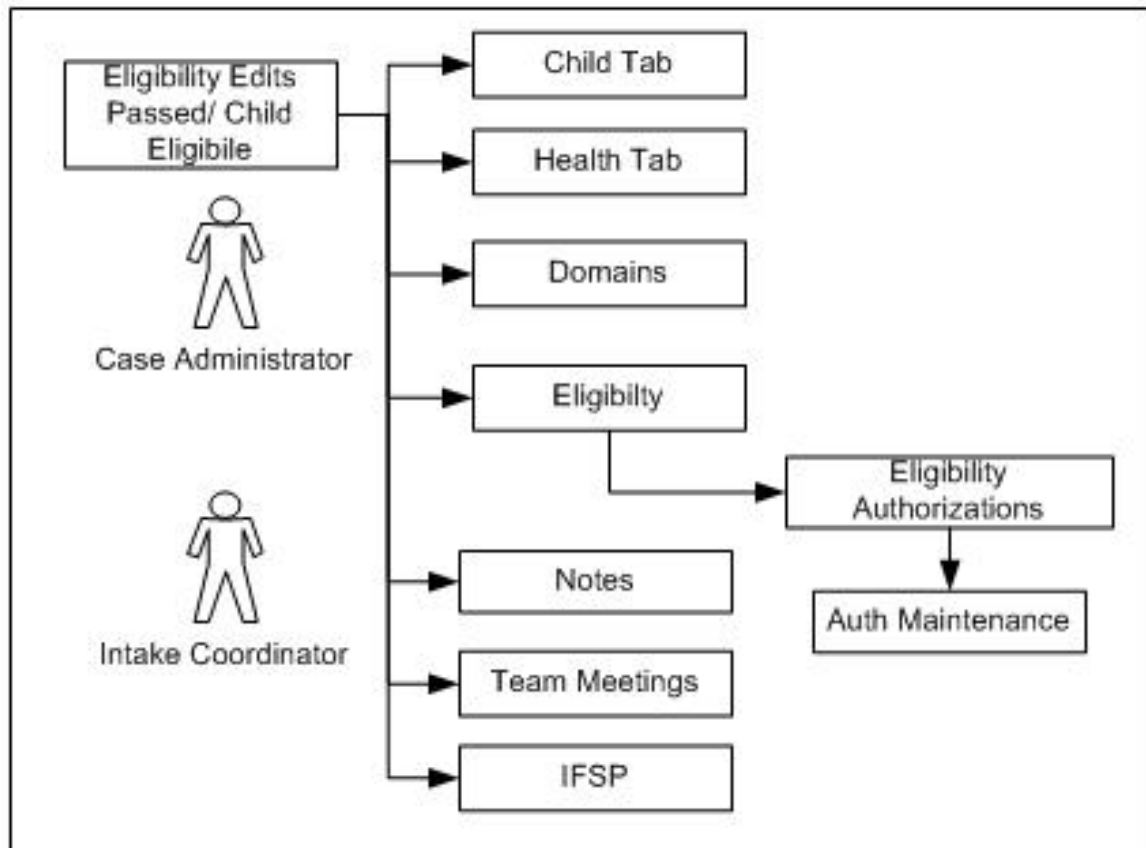 Eligibility Edits
Passed/ Child
Eligibile
Case Administrator
Intake Coordinator
Child Tab
Health Tab
Domains
Eligibilty
Eligibility
Authorizations
Auth Maintenance
Notes
Team Meetings
IFSP